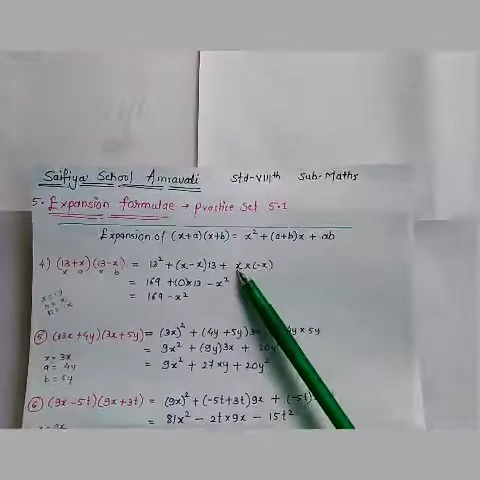 Saifiya School Amravati Std-VIIIth Sub-Maths
5. Expansion formulae → practice Set 5.1
Expansion of (x+a)(x+b) = x² + (a+b)x + ab
4) (13+x)(13-x) = 13² + (x-x)13 + x×(-x)
x a x b
= 169 + (0)×13 - x²
= 169 - x²
⑤ (13x+4y)(3x+5y) = (3x)² + (4y+5y)3x 4y×5y
x = 3x
a = 4y
b = 5y
= 9x² + (9y)3x + 20y²
= 9x² + 27xy + 20y²
⑥ (9x-5t)(9x+3t) = (9x)² + (-5t+3t)9x + (-5t)
= 81x² - 2t×9x - 15t²